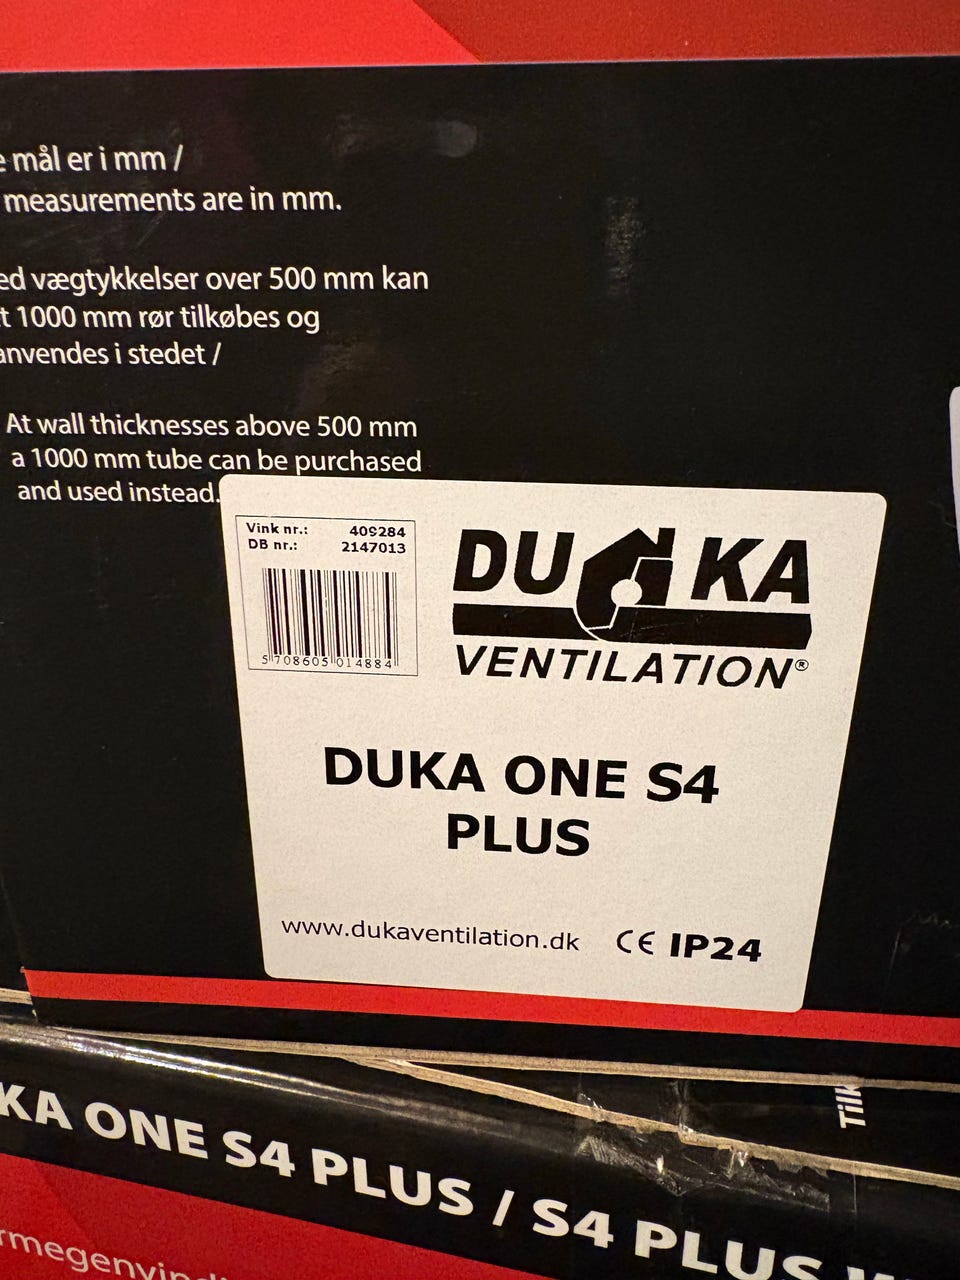 mål er i mm /
measurements are in mm.
vægtykkelser over 500 mm kan
1000 mm rør tilkøbes og
anvendes i stedet /
At wall thicknesses above 500 mm
a 1000 mm tube can be purchased
and used instead.
Vink nr.: 409284
DB nr.: 2147013
5 708605 014884
DUKA
VENTILATION®
DUKA ONE S4
PLUS
www.dukaventilation.dk CE IP24
KA ONE S4 PLUS / S4 PLUS